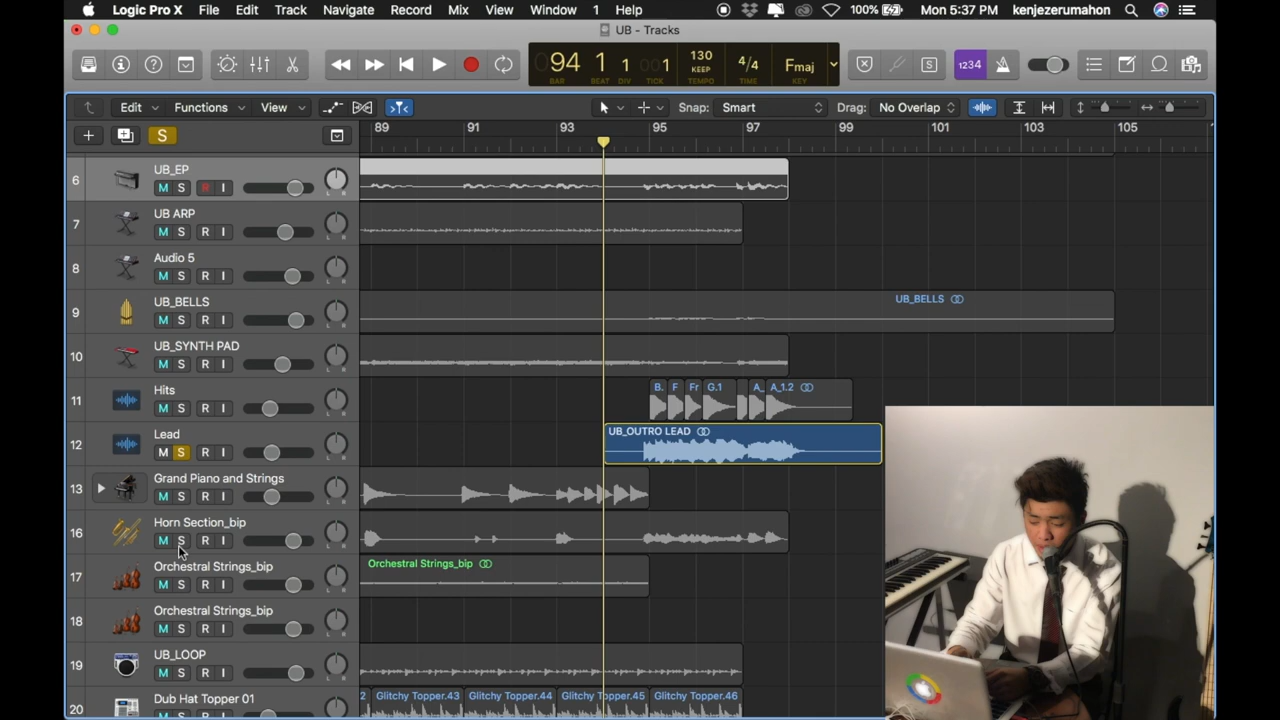 Logic Pro X File Edit Track Navigate Record Mix View Window 1 Help 100% Mon 5:37 PM kenjezerumahon
UB - Tracks
94 1 1 001 130 KEEP 4/4 Fmaj
BAR BEAT DIV TICK TEMPO TIME KEY
S 1234
Edit Functions View Snap: Smart Drag: No Overlap
S 89 91 93 95 97 99 101 103 105
6 UB_EP
M S R I L R
7 UB ARP
M S R I L R
8 Audio 5
M S R I L R
9 UB_BELLS UB_BELLS
M S R I L R
10 UB_SYNTH PAD
M S R I L R
11 Hits B. F Fr G.1 A_ A_1.2
M S R I L R
12 Lead UB_OUTRO LEAD
M S R I L R
13 Grand Piano and Strings
M S R I L R
16 Horn Section_bip
M S R I L R
17 Orchestral Strings_bip Orchestral Strings_bip
M S R I L R
18 Orchestral Strings_bip
M S R I L R
19 UB_LOOP
M S R I L R
20 Dub Hat Topper 01 2 Glitchy Topper.43 Glitchy Topper.44 Glitchy Topper.45 Glitchy Topper.46